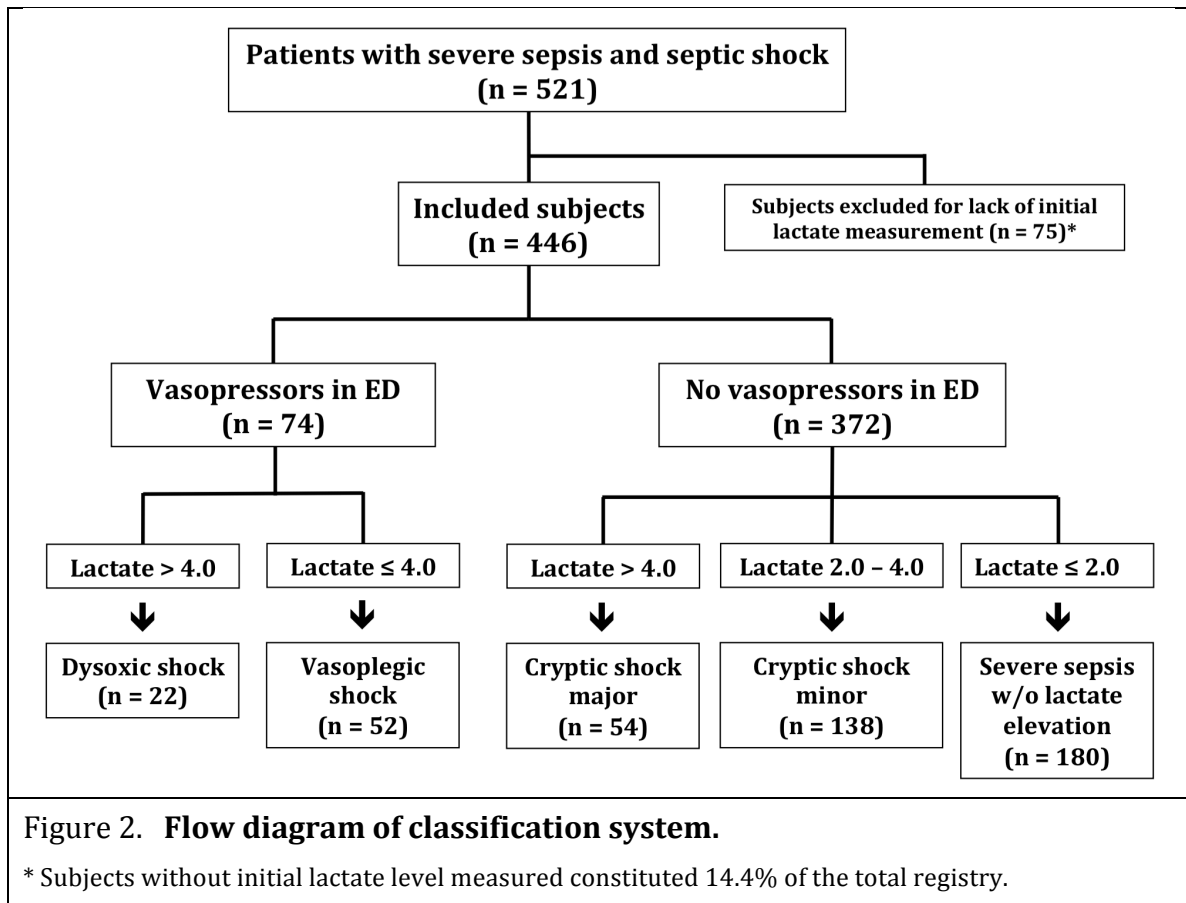 Patients with severe sepsis and septic shock
(n = 521)
Included subjects
(n = 446)
Subjects excluded for lack of initial
lactate measurement (n = 75)*
Vasopressors in ED
(n = 74)
No vasopressors in ED
(n = 372)
Lactate > 4.0
Lactate ≤ 4.0
Lactate > 4.0
Lactate 2.0 – 4.0
Lactate ≤ 2.0
Dysoxic shock
(n = 22)
Vasoplegic
shock
(n = 52)
Cryptic shock
major
(n = 54)
Cryptic shock
minor
(n = 138)
Severe sepsis
w/o lactate
elevation
(n = 180)
Figure 2. Flow diagram of classification system.
* Subjects without initial lactate level measured constituted 14.4% of the total registry.